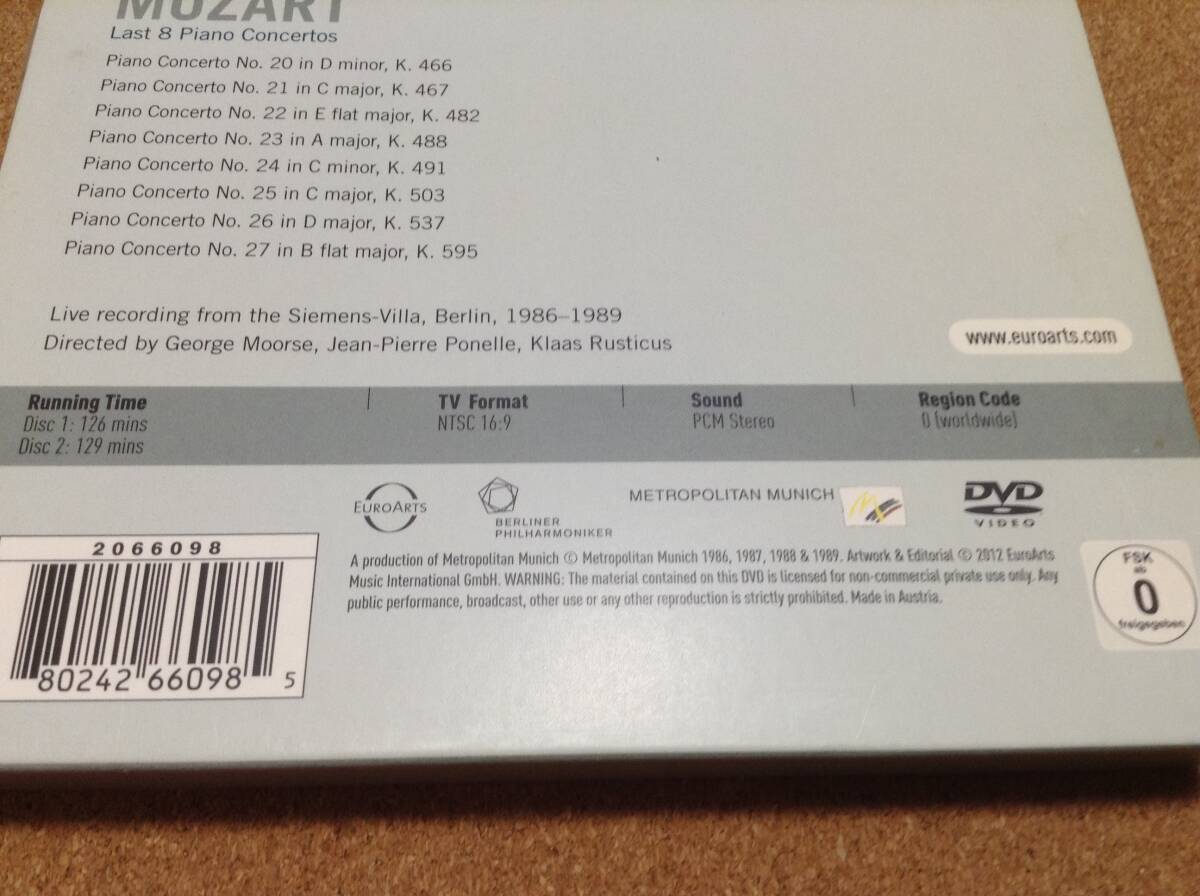 MOZART
Last 8 Piano Concertos
Piano Concerto No. 20 in D minor, K. 466
Piano Concerto No. 21 in C major, K. 467
Piano Concerto No. 22 in E flat major, K. 482
Piano Concerto No. 23 in A major, K. 488
Piano Concerto No. 24 in C minor, K. 491
Piano Concerto No. 25 in C major, K. 503
Piano Concerto No. 26 in D major, K. 537
Piano Concerto No. 27 in B flat major, K. 595
Live recording from the Siemens-Villa, Berlin, 1986–1989
Directed by George Moorse, Jean-Pierre Ponelle, Klaas Rusticus
www.euroarts.com
Running Time
Disc 1: 126 mins
Disc 2: 129 mins
TV Format
NTSC 16:9
Sound
PCM Stereo
Region Code
0 (worldwide)
EUROARTS
BERLINER
PHILHARMONIKER
METROPOLITAN MUNICH
DVD
VIDEO
A production of Metropolitan Munich © Metropolitan Munich 1986, 1987, 1988 & 1989. Artwork & Editorial © 2012 EuroArts
Music International GmbH. WARNING: The material contained on this DVD is licensed for non-commercial private use only. Any
public performance, broadcast, other use or any other reproduction is strictly prohibited. Made in Austria.
2066098
80242 66098 5
FSK
ab
0
freigegeben